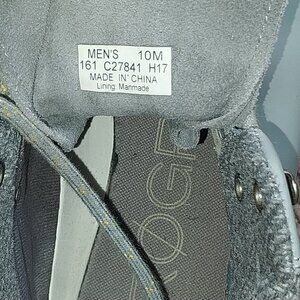 MEN'S 10M
161 C27841 H17
MADE IN CHINA
Lining Manmade